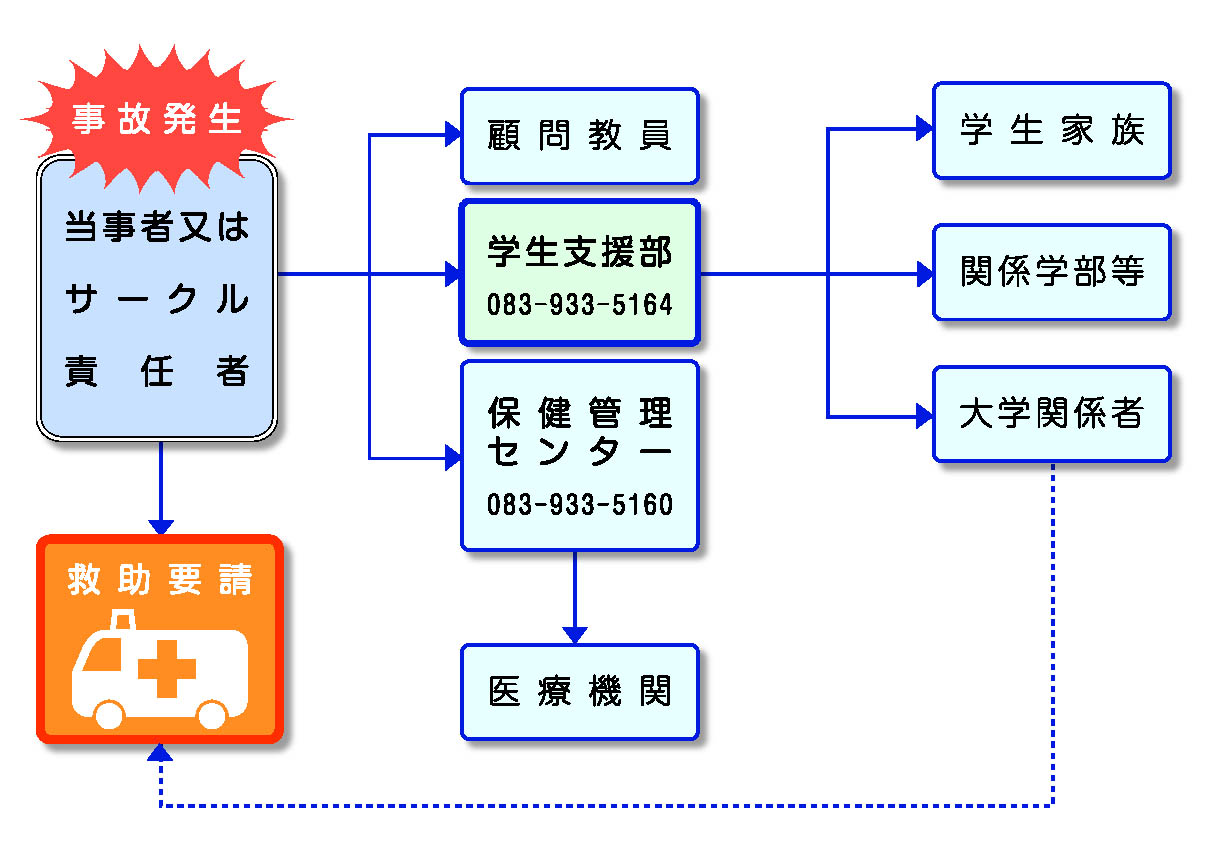 事故発生
当事者又は
サークル
責任者
救助要請
顧問教員
学生支援部
083-933-5164
保健管理
センター
083-933-5160
医療機関
学生家族
関係学部等
大学関係者